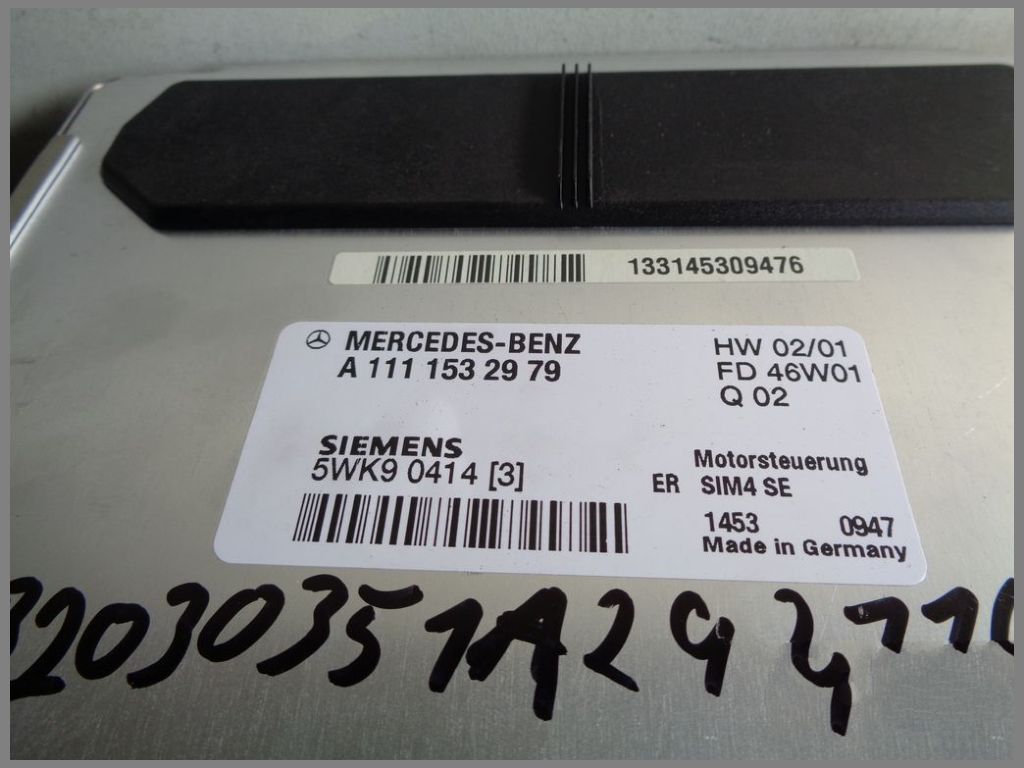 133145309476
MERCEDES-BENZ
A 111 153 29 79
HW 02/01
FD 46W01
Q 02
SIEMENS
5WK9 0414 [3]
Motorsteuerung
ER SIM4 SE
1453 0947
Made in Germany